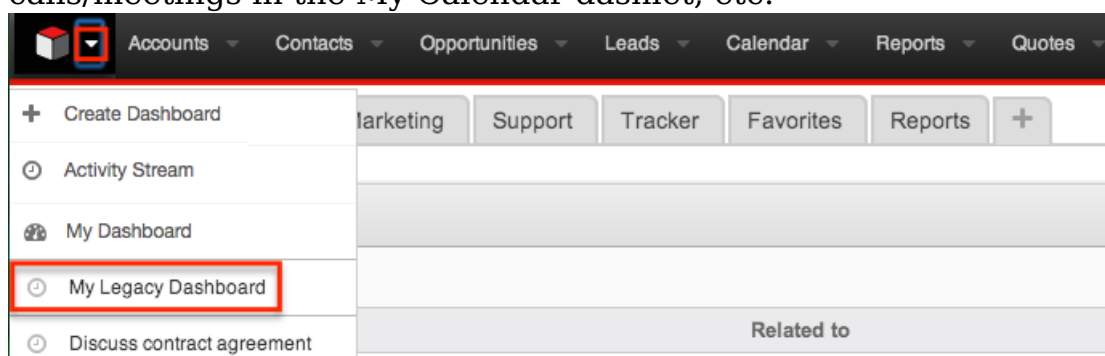 calls/meetings in the My Calendar dashlet, etc.
Accounts Contacts Opportunities Leads Calendar Reports Quotes
+ Create Dashboard
arketing Support Tracker Favorites Reports +
Activity Stream
My Dashboard
My Legacy Dashboard
Related to
Discuss contract agreement